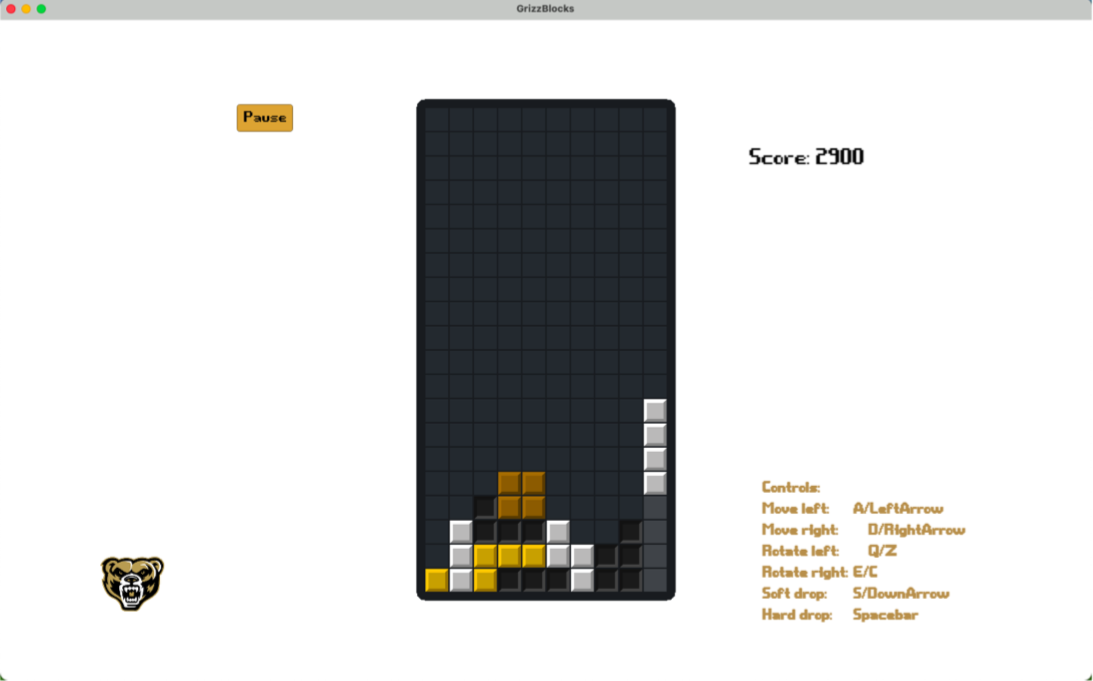 GrizzBlocks
Pause
Score: 2900
Controls:
Move left: A/LeftArrow
Move right: D/RightArrow
Rotate left: Q/Z
Rotate right: E/C
Soft drop: S/DownArrow
Hard drop: Spacebar